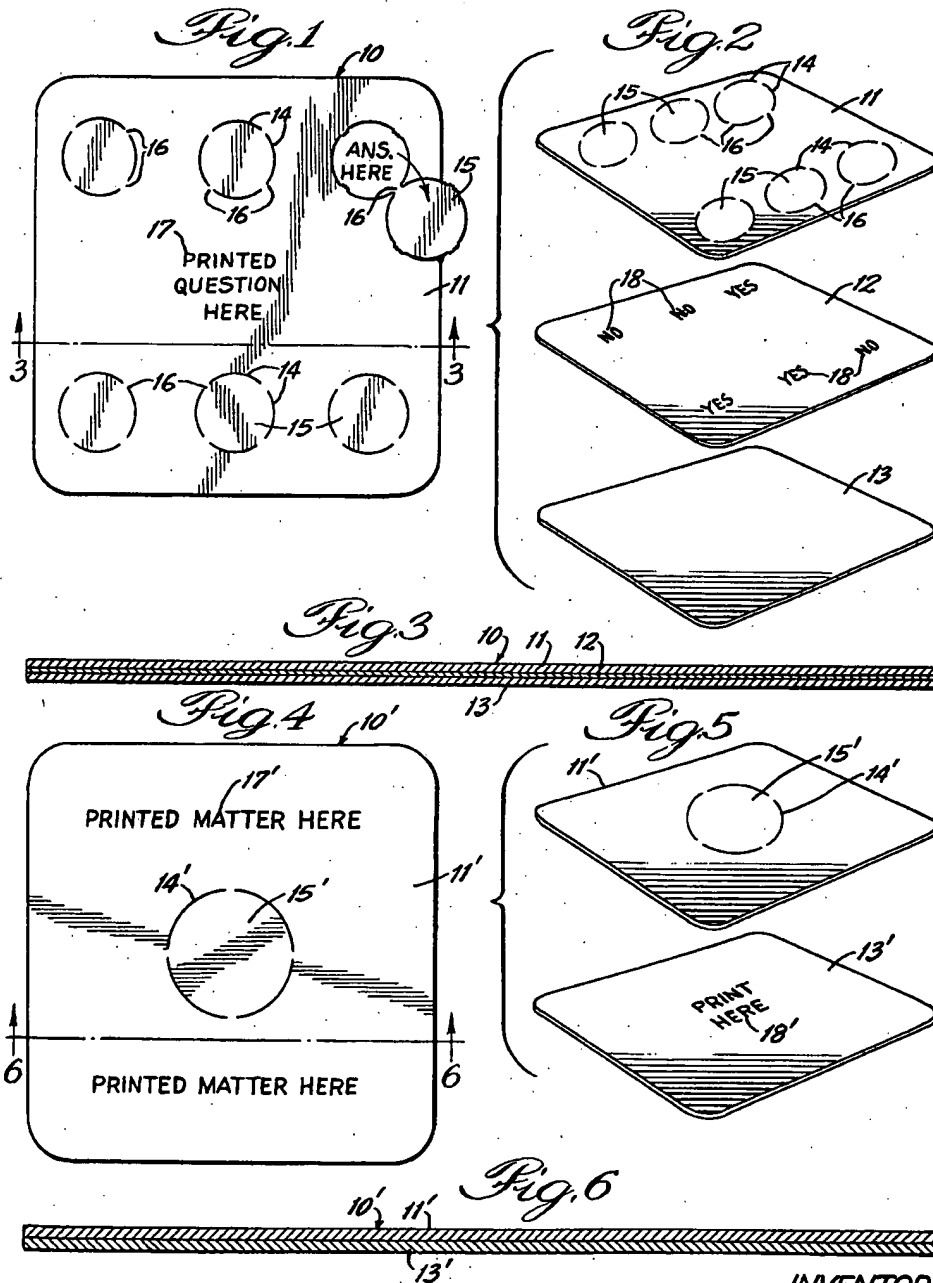 Fig.1
10
14
16
16
ANS.
HERE
15
16
17
PRINTED
QUESTION
HERE
11
3
3
16
14
15
Fig.2
14
15
11
16
15
14
16
12
18
NO
NO
YES
NO
YES
18
YES
13
Fig.3
10
11
12
13
Fig.4
10'
17'
PRINTED MATTER HERE
14'
15'
11'
6
6
PRINTED MATTER HERE
Fig.5
11'
15'
14'
13'
PRINT
HERE
18'
Fig.6
10'
11'
13'